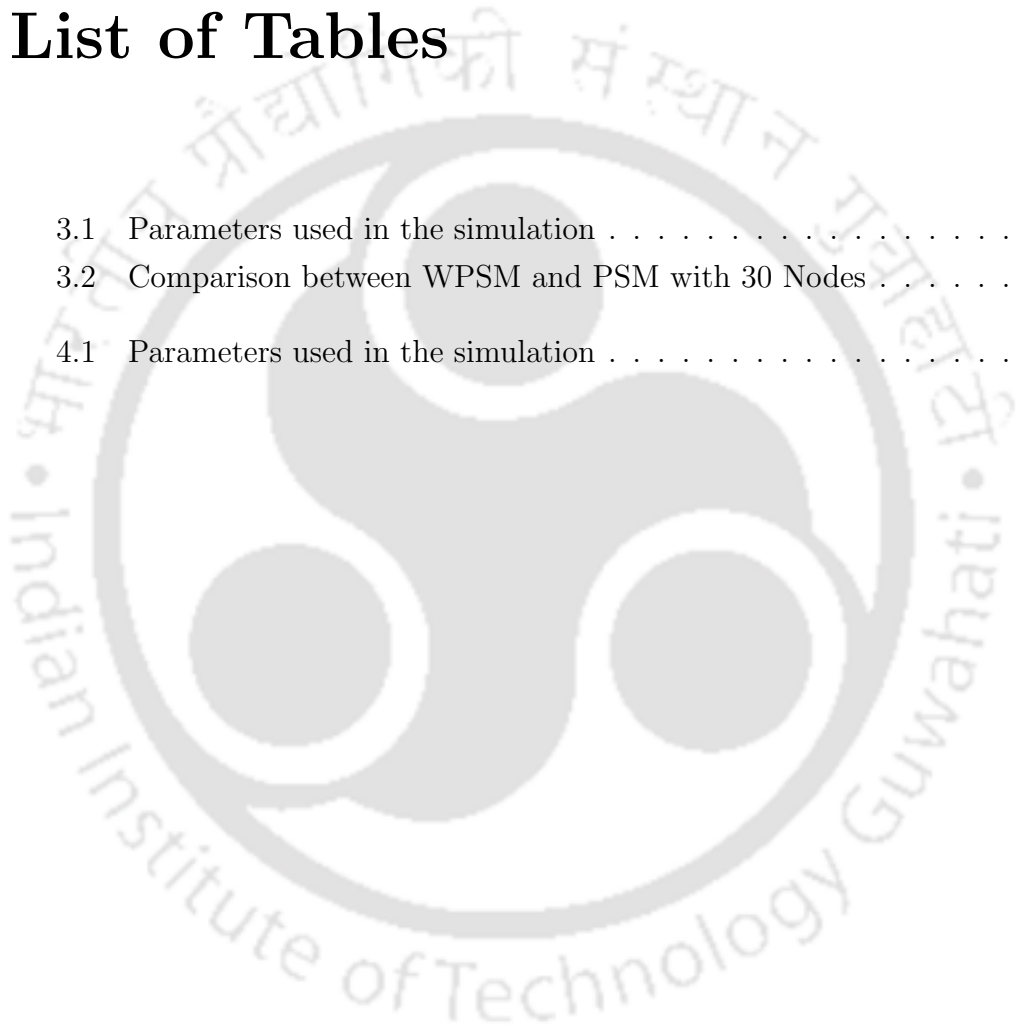 List of Tables
3.1 Parameters used in the simulation . . . . . . . . . . . . . . . . .
3.2 Comparison between WPSM and PSM with 30 Nodes . . . . . .
4.1 Parameters used in the simulation . . . . . . . . . . . . . . . . .
भारतीय प्रौद्योगिकी संस्थान गुवाहाटी
• Indian Institute of Technology Guwahati •